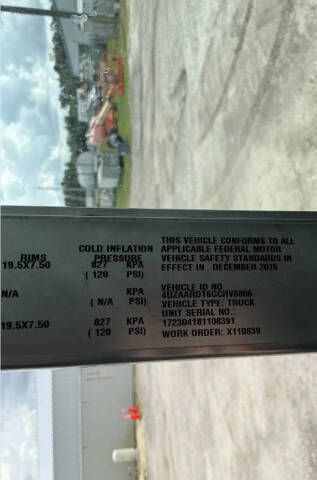 RIMS
19.5X7.50
N/A
19.5X7.50
COLD INFLATION
PRESSURE
827 KPA
( 120 PSI)
KPA
( N/A PSI)
827 KPA
( 120 PSI)
THIS VEHICLE CONFORMS TO ALL
APPLICABLE FEDERAL MOTOR
VEHICLE SAFETY STANDARDS IN
EFFECT IN DECEMBER 2015
VEHICLE ID NO
4UZAARDT6GCHV6806
VEHICLE TYPE: TRUCK
UNIT SERIAL NO.:
172304181108391
WORK ORDER: X110839